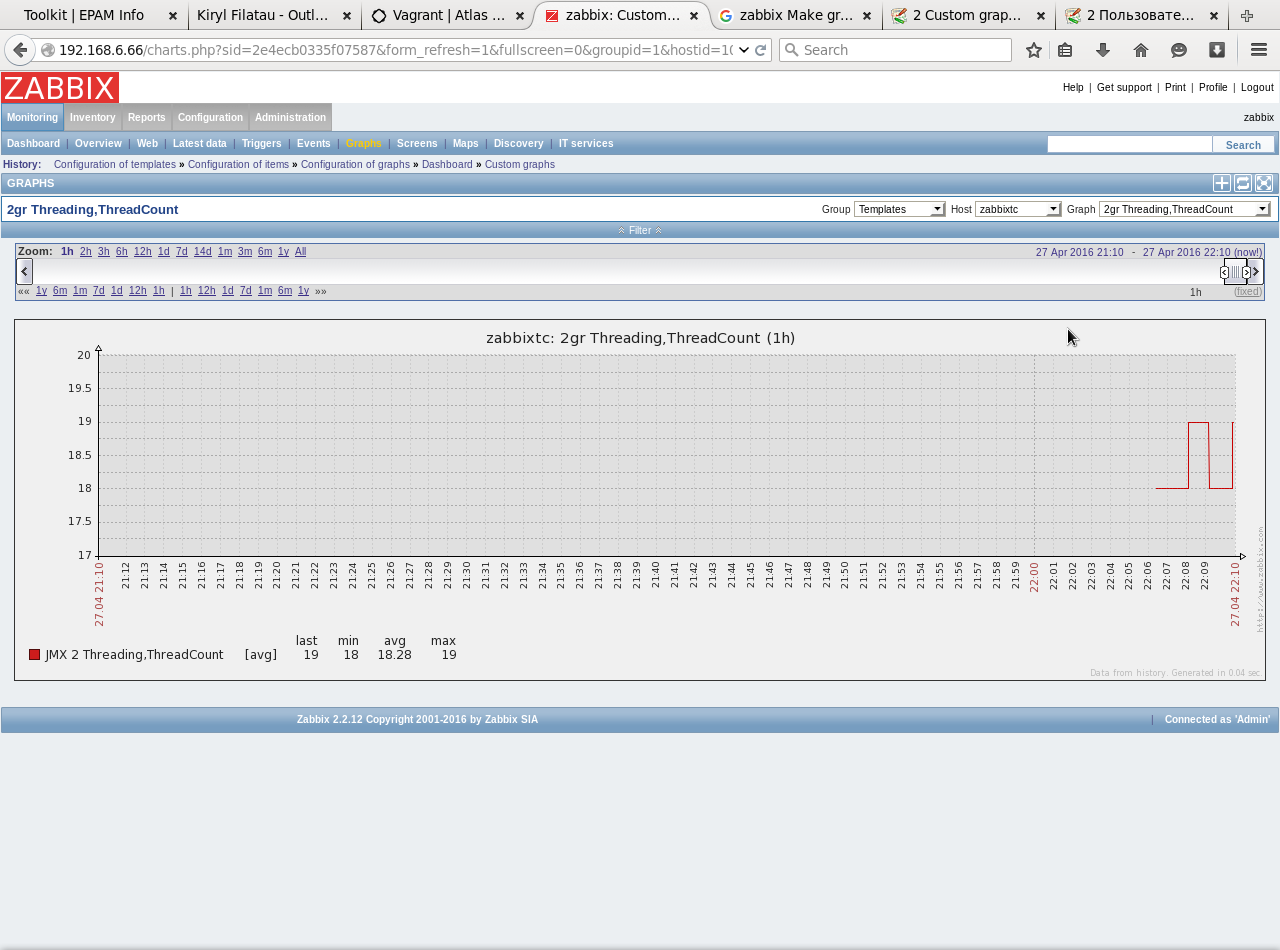 Toolkit | EPAM Info
Kiryl Filatau - Outl...
Vagrant | Atlas ...
zabbix: Custom...
zabbix Make gr...
2 Custom grap...
2 Пользовате...
192.168.6.66/charts.php?sid=2e4ecb0335f07587&form_refresh=1&fullscreen=0&groupid=1&hostid=10
Search
ZABBIX
Help | Get support | Print | Profile | Logout
Monitoring Inventory Reports Configuration Administration
zabbix
Dashboard | Overview | Web | Latest data | Triggers | Events | Graphs | Screens | Maps | Discovery | IT services
Search
History: Configuration of templates » Configuration of items » Configuration of graphs » Dashboard » Custom graphs
GRAPHS
2gr Threading,ThreadCount
Group Templates Host zabbixtc Graph 2gr Threading,ThreadCount
Filter
Zoom: 1h 2h 3h 6h 12h 1d 7d 14d 1m 3m 6m 1y All
27 Apr 2016 21:10 - 27 Apr 2016 22:10 (now!)
«« 1y 6m 1m 7d 1d 12h 1h | 1h 12h 1d 7d 1m 6m 1y »»
1h (fixed)
zabbixtc: 2gr Threading,ThreadCount (1h)
20
19.5
19
18.5
18
17.5
17
27.04 21:10 21:12 21:13 21:14 21:15 21:16 21:17 21:18 21:19 21:20 21:21 21:22 21:23 21:24 21:25 21:26 21:27 21:28 21:29 21:30 21:31 21:32 21:33 21:34 21:35 21:36 21:37 21:38 21:39 21:40 21:41 21:42 21:43 21:44 21:45 21:46 21:47 21:48 21:49 21:50 21:51 21:52 21:53 21:54 21:55 21:56 21:57 21:58 21:59 22:00 22:01 22:02 22:03 22:04 22:05 22:06 22:07 22:08 22:09 27.04 22:10
http://www.zabbix.com
last min avg max
JMX 2 Threading,ThreadCount [avg] 19 18 18.28 19
Data from history. Generated in 0.04 sec.
Zabbix 2.2.12 Copyright 2001-2016 by Zabbix SIA
| Connected as 'Admin'